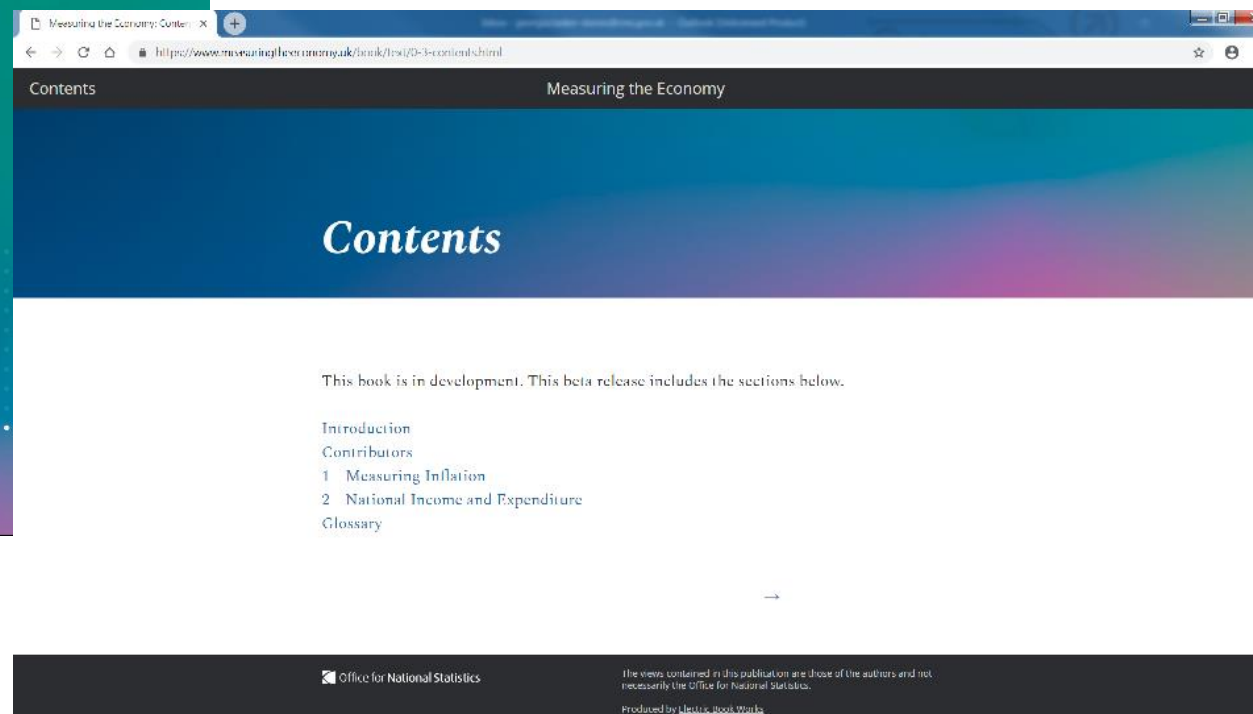 Measuring the Economy: Conten
https://www.measuringtheeconomy.uk/book/text/0-3-contents.html
Contents
Measuring the Economy
Contents
This book is in development. This beta release includes the sections below.
Introduction
Contributors
1 Measuring Inflation
2 National Income and Expenditure
Glossary
→
Office for National Statistics
The views contained in this publication are those of the authors and not
necessarily the Office for National Statistics.
Produced by Electric Book Works